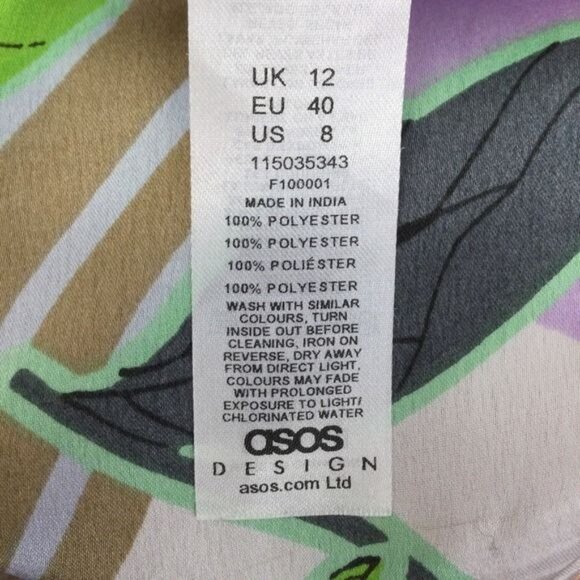 UK 12
EU 40
US 8
115035343
F100001
MADE IN INDIA
100% POLYESTER
100% POLYESTER
100% POLIÉSTER
100% POLYESTER
WASH WITH SIMILAR
COLOURS, TURN
INSIDE OUT BEFORE
CLEANING, IRON ON
REVERSE, DRY AWAY
FROM DIRECT LIGHT,
COLOURS MAY FADE
WITH PROLONGED
EXPOSURE TO LIGHT/
CHLORINATED WATER
asos
DESIGN
asos.com Ltd